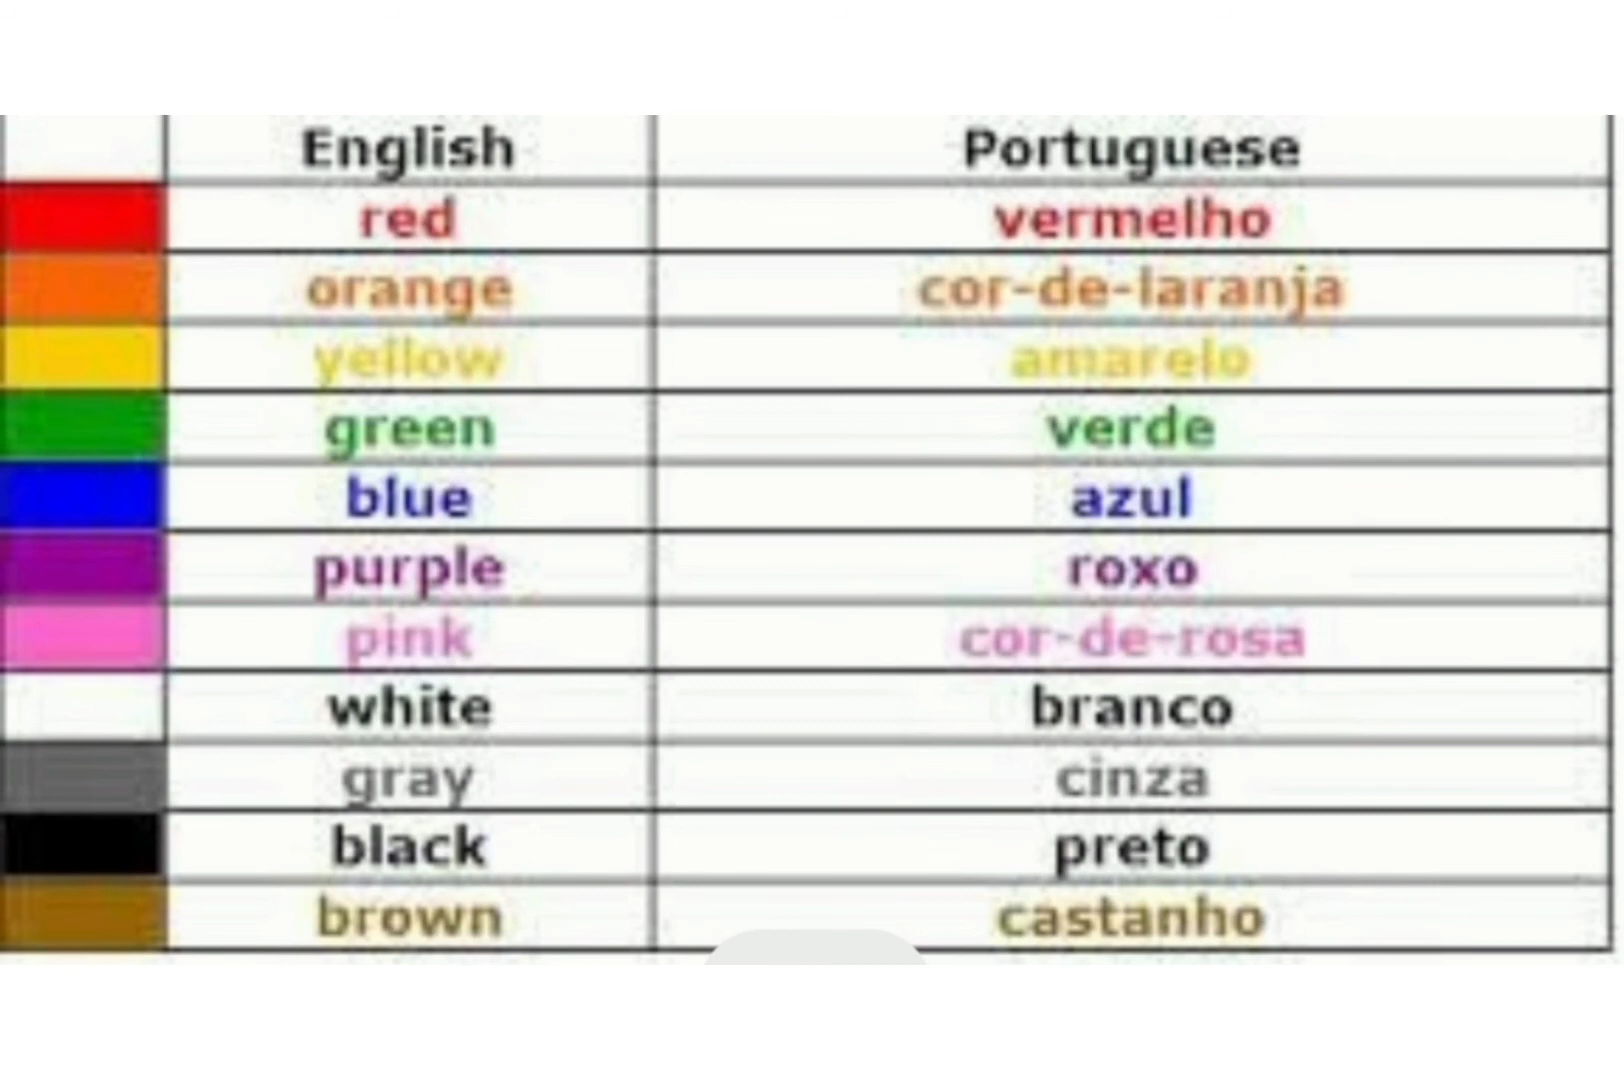 English Portuguese
red vermelho
orange cor-de-laranja
yellow amarelo
green verde
blue azul
purple roxo
pink cor-de-rosa
white branco
gray cinza
black preto
brown castanho